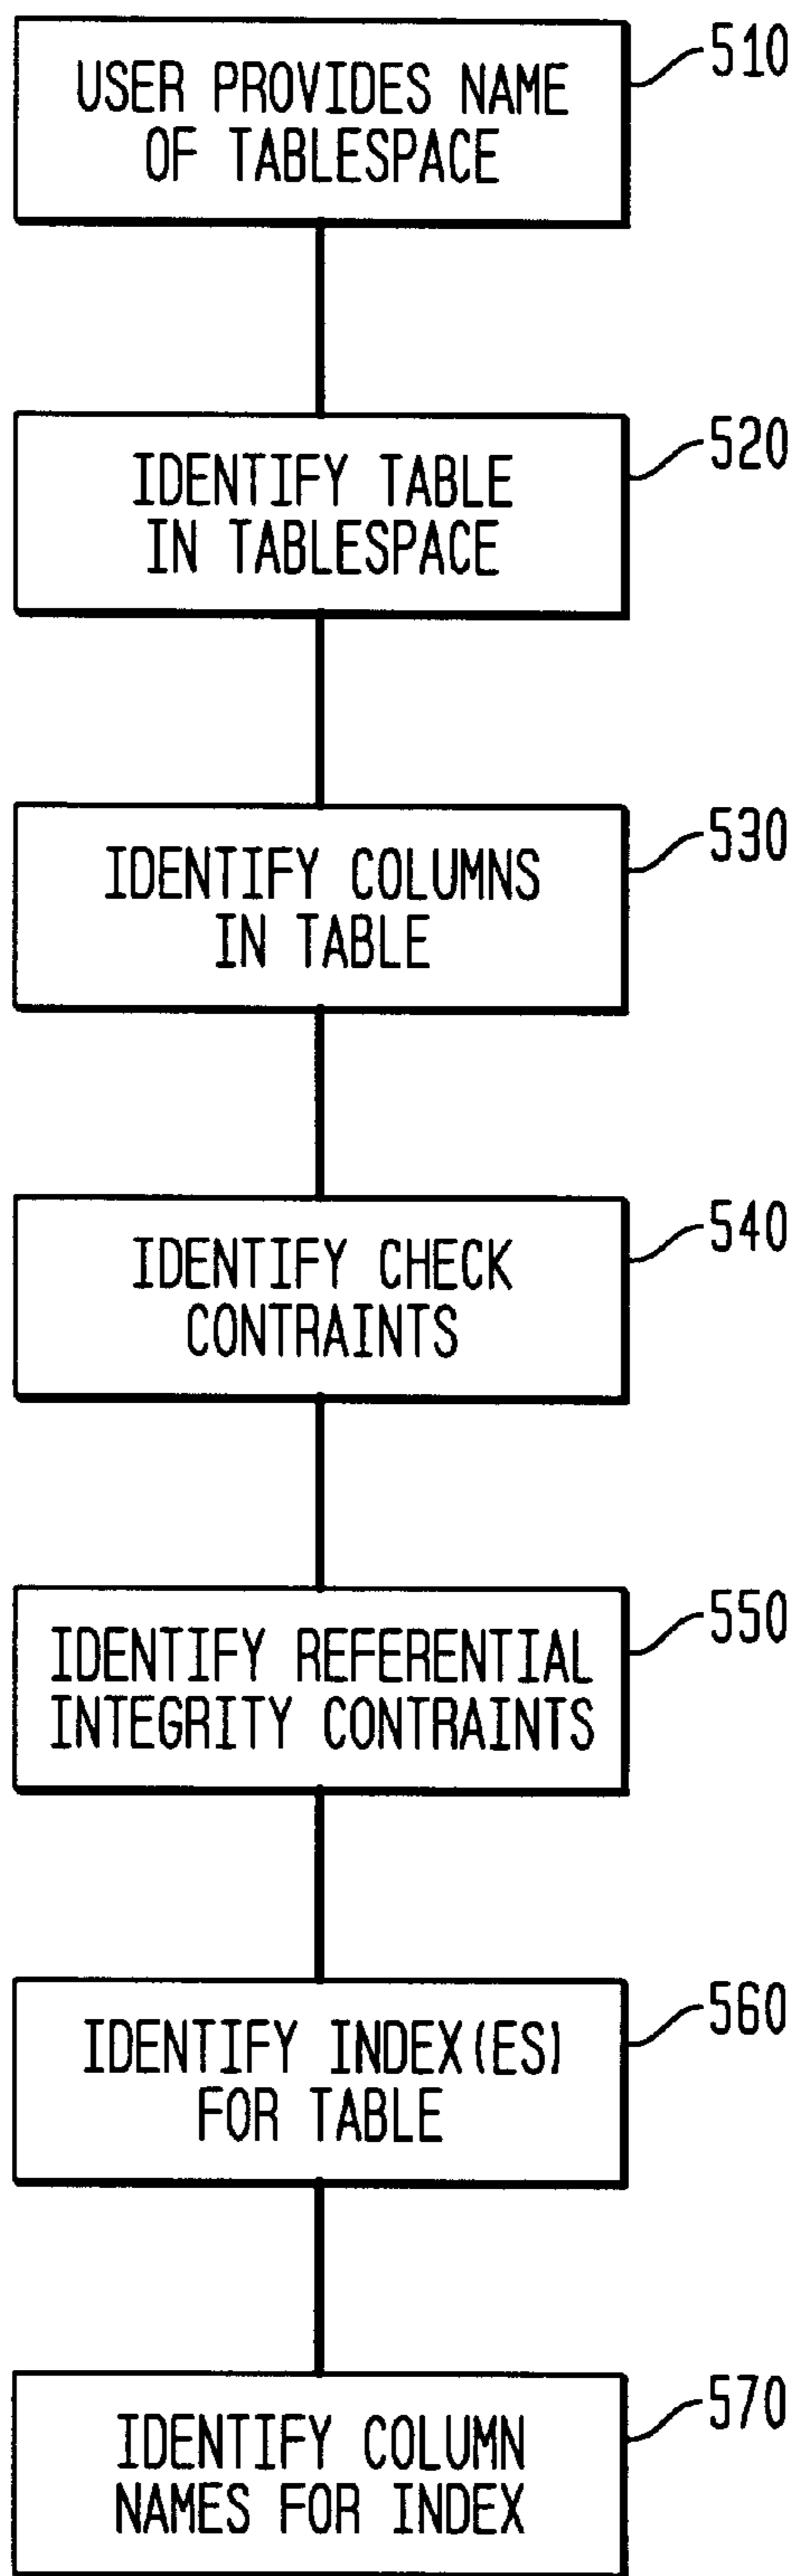 USER PROVIDES NAME
OF TABLESPACE
510
IDENTIFY TABLE
IN TABLESPACE
520
IDENTIFY COLUMNS
IN TABLE
530
IDENTIFY CHECK
CONTRAINTS
540
IDENTIFY REFERENTIAL
INTEGRITY CONTRAINTS
550
IDENTIFY INDEX(ES)
FOR TABLE
560
IDENTIFY COLUMN
NAMES FOR INDEX
570